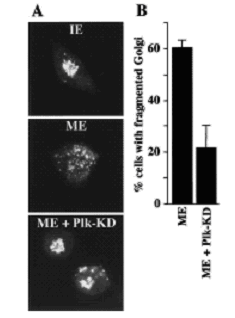 A
IE
ME
ME + Plk-KD
B
% cells with fragmented Golgi
60
40
20
0
ME
ME + Plk-KD